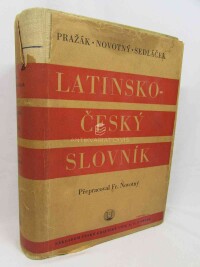 PRAŽÁK · NOVOTNÝ · SEDLÁČEK
LATINSKO-
ČESKÝ
SLOVNÍK
Přepracoval Fr. Novotný